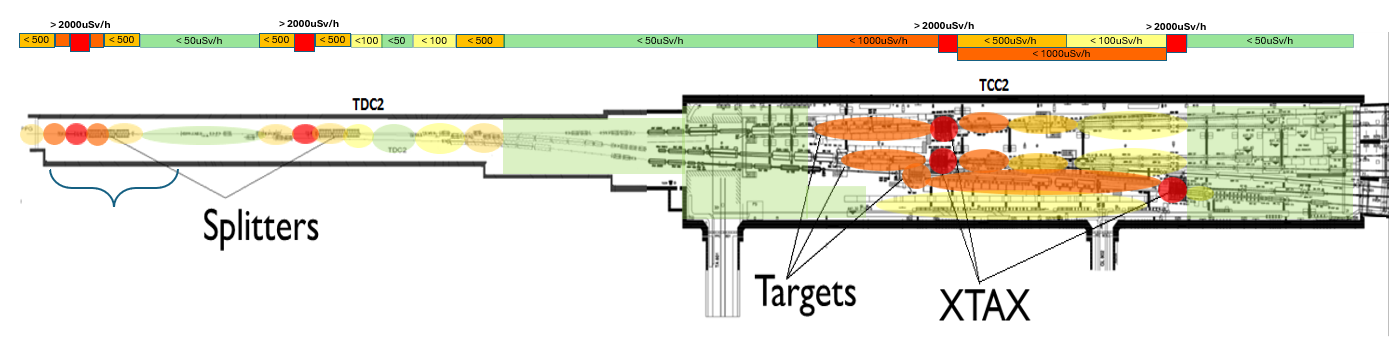 > 2000uSv/h
> 2000uSv/h
> 2000uSv/h
> 2000uSv/h
< 500
< 500
< 50uSv/h
< 500
< 500
<100
<50
< 100
< 500
< 50uSv/h
< 1000uSv/h
< 500uSv/h
< 100uSv/h
< 50uSv/h
< 1000uSv/h
TDC2
TCC2
TDC2
Splitters
Targets
XTAX